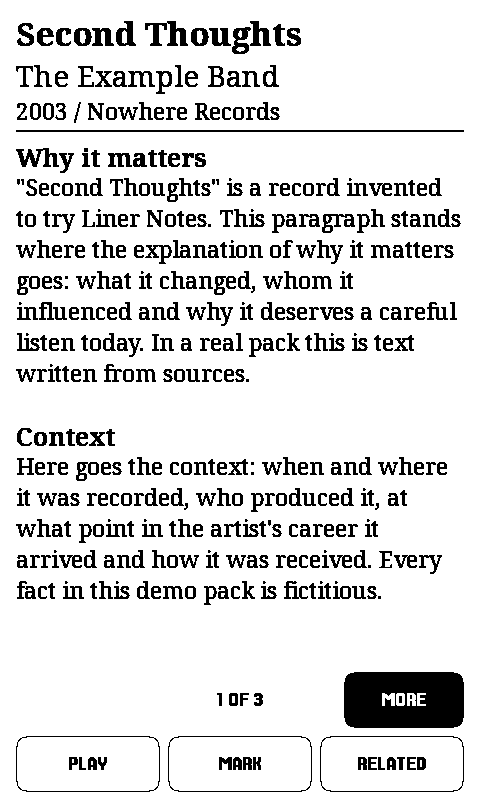 Second Thoughts
The Example Band
2003 / Nowhere Records
Why it matters
"Second Thoughts" is a record invented
to try Liner Notes. This paragraph stands
where the explanation of why it matters
goes: what it changed, whom it
influenced and why it deserves a careful
listen today. In a real pack this is text
written from sources.
Context
Here goes the context: when and where
it was recorded, who produced it, at
what point in the artist's career it
arrived and how it was received. Every
fact in this demo pack is fictitious.
1 OF 3
MORE
PLAY
MARK
RELATED